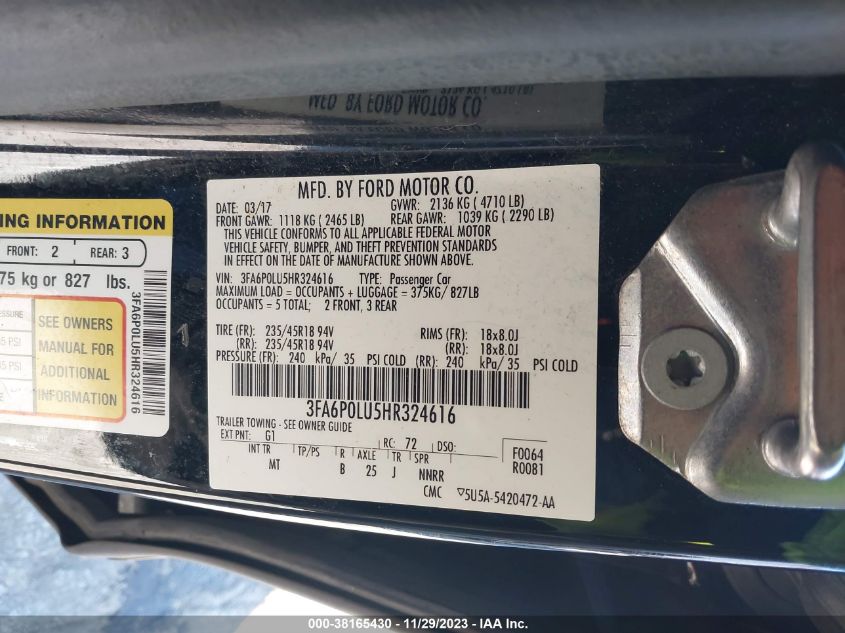 MFD. BY FORD MOTOR CO.
NG INFORMATION
FRONT: 2 REAR: 3
75 kg or 827 lbs.
SEE OWNERS
MANUAL FOR
ADDITIONAL
INFORMATION
3FA6P0LU5HR324616
MFD. BY FORD MOTOR CO.
DATE: 03/17 GVWR: 2136 KG ( 4710 LB)
FRONT GAWR: 1118 KG ( 2465 LB) REAR GAWR: 1039 KG ( 2290 LB)
THIS VEHICLE CONFORMS TO ALL APPLICABLE FEDERAL MOTOR
VEHICLE SAFETY, BUMPER, AND THEFT PREVENTION STANDARDS
IN EFFECT ON THE DATE OF MANUFACTURE SHOWN ABOVE.
VIN: 3FA6P0LU5HR324616 TYPE: Passenger Car
MAXIMUM LOAD = OCCUPANTS + LUGGAGE = 375KG/ 827LB
OCCUPANTS = 5 TOTAL; 2 FRONT, 3 REAR
TIRE (FR): 235/45R18 94V RIMS (FR): 18x8.0J
(RR): 235/45R18 94V (RR): 18x8.0J
PRESSURE (FR): 240 kPa/ 35 PSI COLD (RR): 240 kPa/ 35 PSI COLD
3FA6P0LU5HR324616
TRAILER TOWING - SEE OWNER GUIDE
EXT PNT: G1 RC: 72 DSO:
INT TR TP/PS R AXLE TR SPR
MT B 25 J NNRR
F0064
R0081
CMC ▽5U5A-5420472-AA
000-38165430 - 11/29/2023 - IAA Inc.